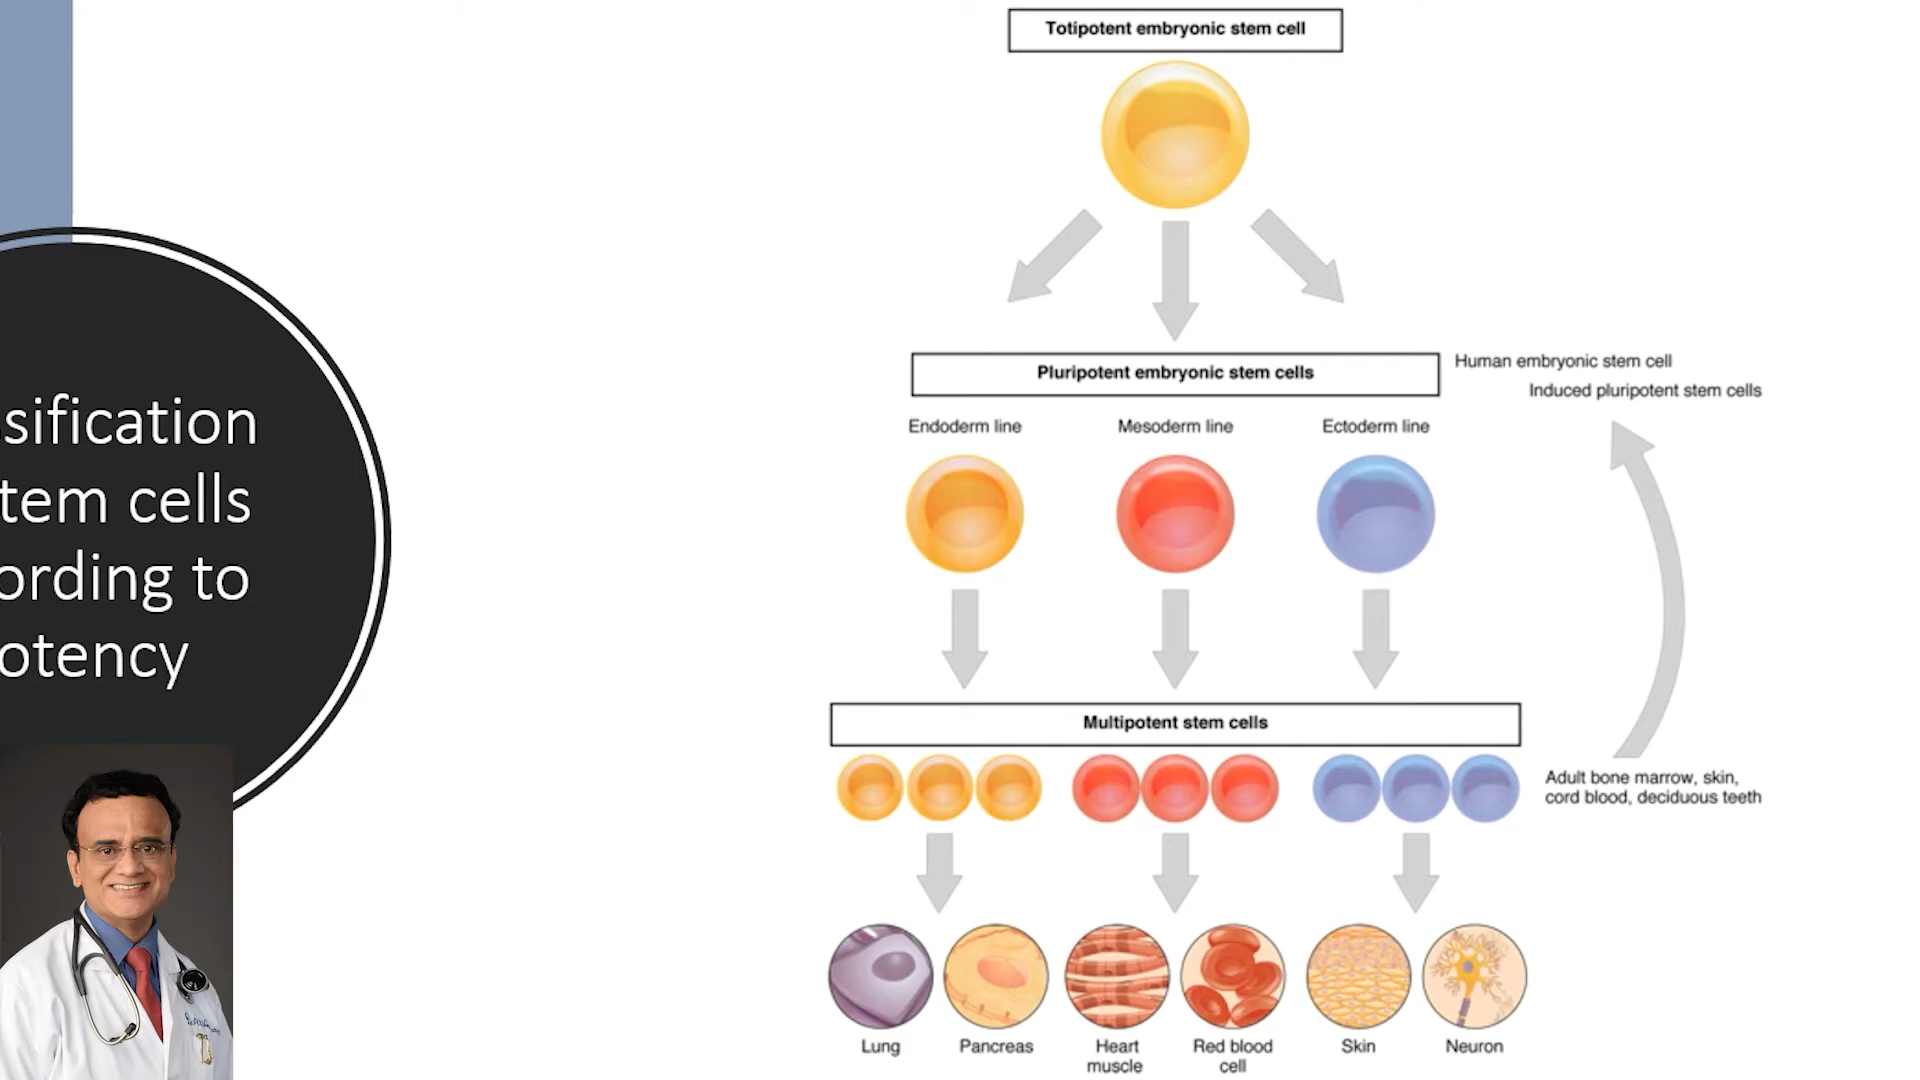 Totipotent embryonic stem cell
Pluripotent embryonic stem cells
Human embryonic stem cell
Induced pluripotent stem cells
Endoderm line
Mesoderm line
Ectoderm line
ssification
tem cells
ording to
otency
Multipotent stem cells
Adult bone marrow, skin,
cord blood, deciduous teeth
Lung
Pancreas
Heart
muscle
Red blood
cell
Skin
Neuron